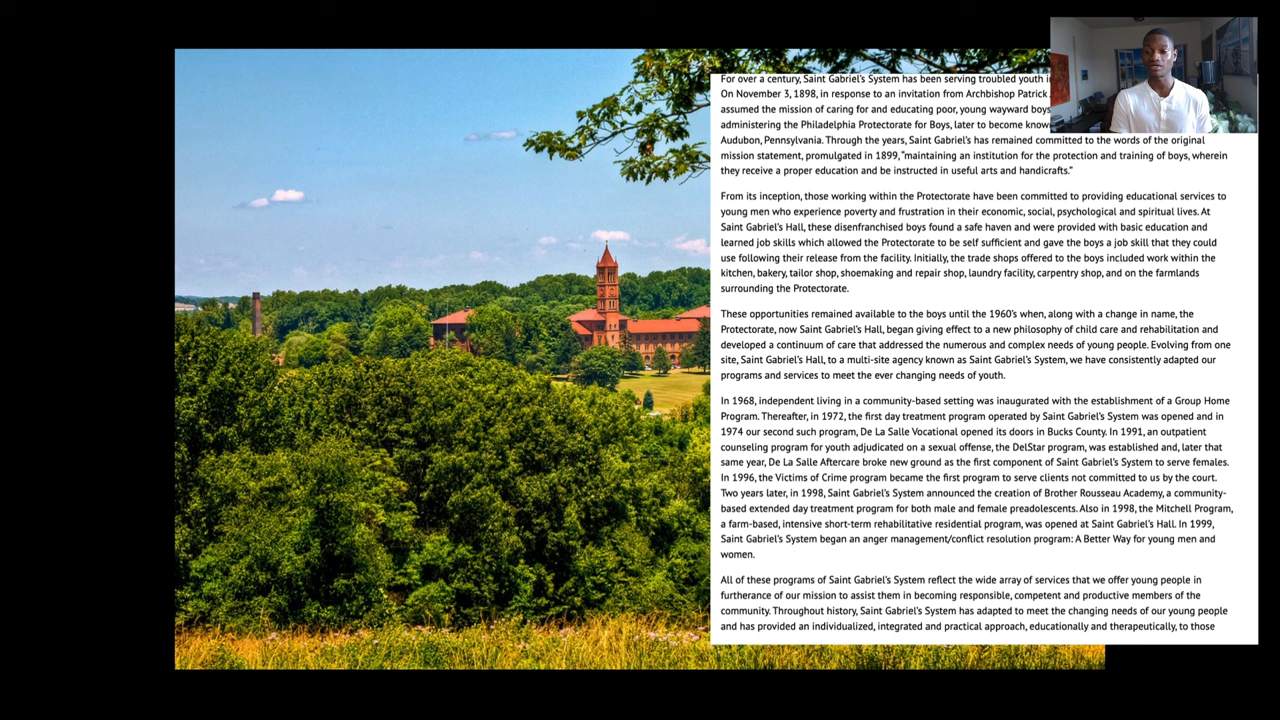 For over a century, Saint Gabriel's System has been serving troubled youth
On November 3, 1898, in response to an invitation from Archbishop Patrick
assumed the mission of caring for and educating poor, young wayward boys
administering the Philadelphia Protectorate for Boys, later to become
Audubon, Pennsylvania. Through the years, Saint Gabriel's has remained committed to the words of the original
mission statement, promulgated in 1899, "maintaining an institution for the protection and training of boys, wherein
they receive a proper education and be instructed in useful arts and handicrafts."
From its inception, those working within the Protectorate have been committed to providing educational services to
young men who experience poverty and frustration in their economic, social, psychological and spiritual lives. At
Saint Gabriel's Hall, these disenfranchised boys found a safe haven and were provided with basic education and
learned job skills which allowed the Protectorate to be self sufficient and gave the boys a job skill that they could
use following their release from the facility. Initially, the trade shops offered to the boys included work within the
kitchen, bakery, tailor shop, shoemaking and repair shop, laundry facility, carpentry shop, and on the farmlands
surrounding the Protectorate.
These opportunities remained available to the boys until the 1960's when, along with a change in name, the
Protectorate, now Saint Gabriel's Hall, began giving effect to a new philosophy of child care and rehabilitation and
developed a continuum of care that addressed the numerous and complex needs of young people. Evolving from one
site, Saint Gabriel's Hall, to a multi-site agency known as Saint Gabriel's System, we have consistently adapted our
programs and services to meet the ever changing needs of youth.
In 1968, independent living in a community-based setting was inaugurated with the establishment of a Group Home
Program. Thereafter, in 1972, the first day treatment program operated by Saint Gabriel's System was opened and in
1974 our second such program, De La Salle Vocational opened its doors in Bucks County. In 1991, an outpatient
counseling program for youth adjudicated on a sexual offense, the DelStar program, was established and, later that
same year, De La Salle Aftercare broke new ground as the first component of Saint Gabriel's System to serve females.
In 1996, the Victims of Crime program became the first program to serve clients not committed to us by the court.
Two years later, in 1998, Saint Gabriel's System announced the creation of Brother Rousseau Academy, a community-
based extended day treatment program for both male and female preadolescents. Also in 1998, the Mitchell Program,
a farm-based, intensive short-term rehabilitative residential program, was opened at Saint Gabriel's Hall. In 1999,
Saint Gabriel's System began an anger management/conflict resolution program: A Better Way for young men and
women.
All of these programs of Saint Gabriel's System reflect the wide array of services that we offer young people in
furtherance of our mission to assist them in becoming responsible, competent and productive members of the
community. Throughout history, Saint Gabriel's System has adapted to meet the changing needs of our young people
and has provided an individualized, integrated and practical approach, educationally and therapeutically, to those